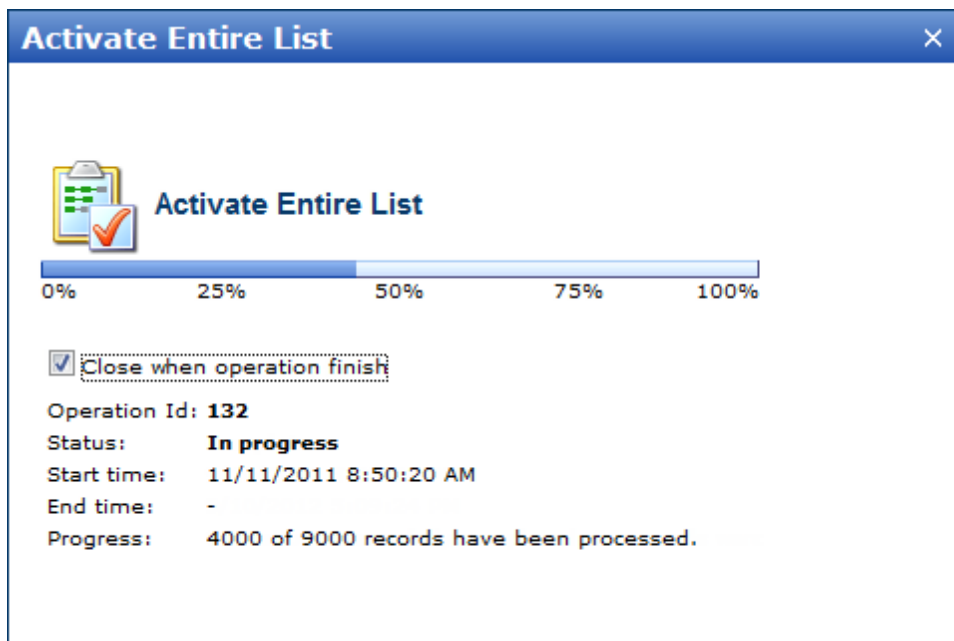 Activate Entire List
Activate Entire List
0% 25% 50% 75% 100%
Close when operation finish
Operation Id: 132
Status: In progress
Start time: 11/11/2011 8:50:20 AM
End time: -
Progress: 4000 of 9000 records have been processed.